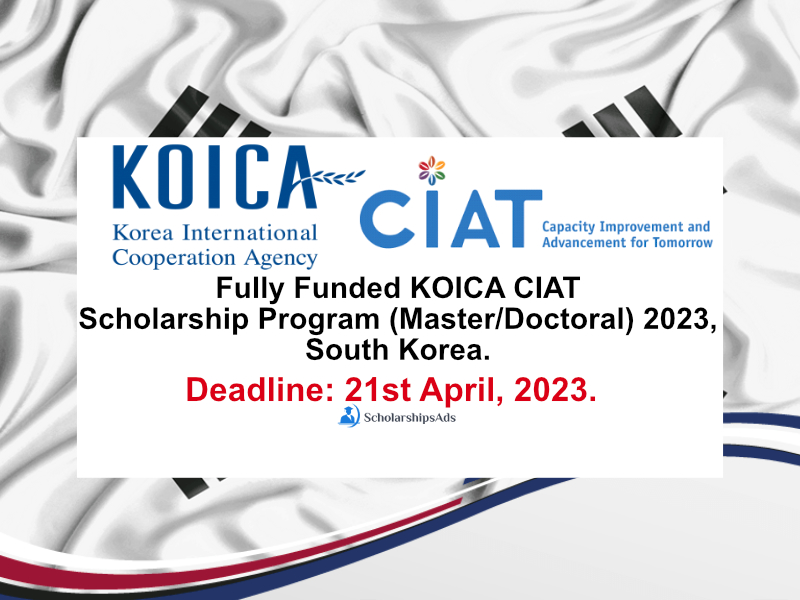 KOICA
Korea International
Cooperation Agency
CIAT
Capacity Improvement and
Advancement for Tomorrow
Fully Funded KOICA CIAT
Scholarship Program (Master/Doctoral) 2023,
South Korea.
Deadline: 21st April, 2023.
ScholarshipsAds